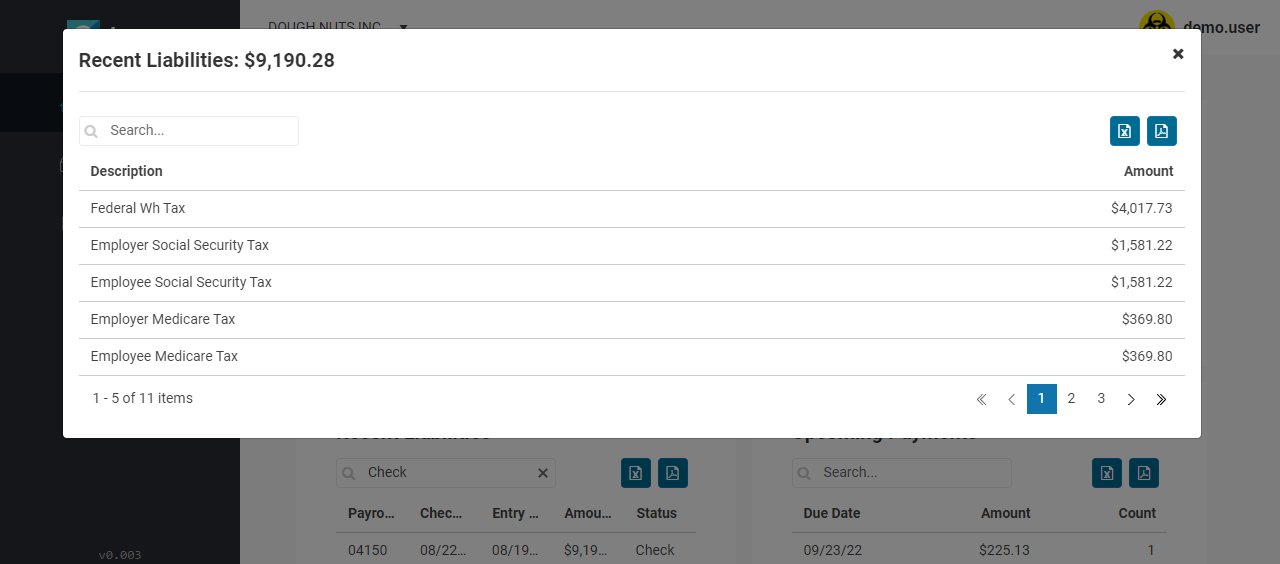 DOUGH NUTS INC
demo.user
Recent Liabilities: $9,190.28
Search...
Description Amount
Federal Wh Tax $4,017.73
Employer Social Security Tax $1,581.22
Employee Social Security Tax $1,581.22
Employer Medicare Tax $369.80
Employee Medicare Tax $369.80
1 - 5 of 11 items 1 2 3
Recent Liabilities Upcoming Payments
Check Search...
Payro... Chec... Entry ... Amou... Status Due Date Amount Count
04150 08/22... 08/19... $9,19... Check 09/23/22 $225.13 1
v0.003